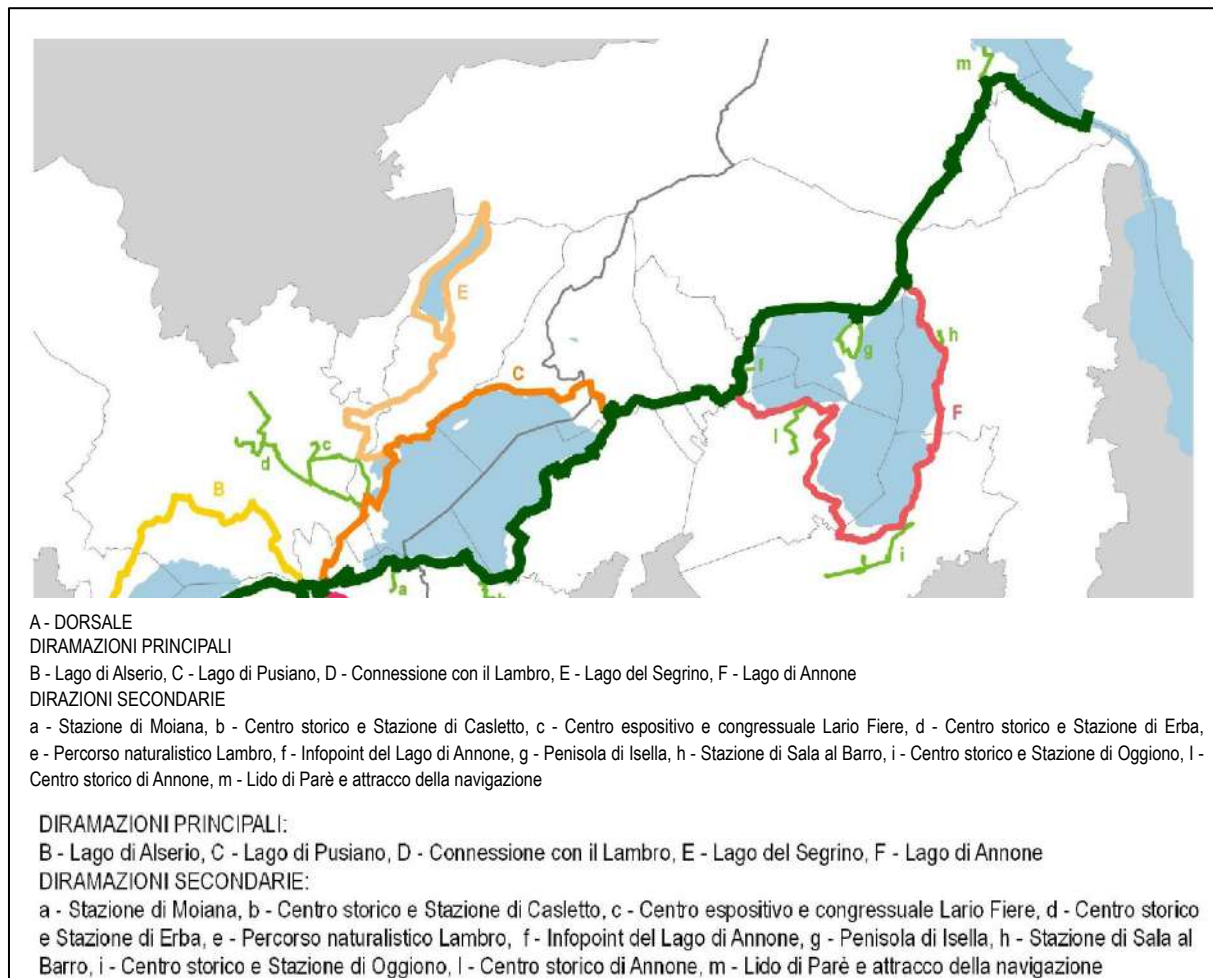 m
E
C
h
f
g
F
l
c
d
B
i
a
b
A - DORSALE
DIRAMAZIONI PRINCIPALI
B - Lago di Alserio, C - Lago di Pusiano, D - Connessione con il Lambro, E - Lago del Segrino, F - Lago di Annone
DIRAZIONI SECONDARIE
a - Stazione di Moiana, b - Centro storico e Stazione di Casletto, c - Centro espositivo e congressuale Lario Fiere, d - Centro storico e Stazione di Erba,
e - Percorso naturalistico Lambro, f - Infopoint del Lago di Annone, g - Penisola di Isella, h - Stazione di Sala al Barro, i - Centro storico e Stazione di Oggiono, l -
Centro storico di Annone, m - Lido di Parè e attracco della navigazione
DIRAMAZIONI PRINCIPALI:
B - Lago di Alserio, C - Lago di Pusiano, D - Connessione con il Lambro, E - Lago del Segrino, F - Lago di Annone
DIRAMAZIONI SECONDARIE:
a - Stazione di Moiana, b - Centro storico e Stazione di Casletto, c - Centro espositivo e congressuale Lario Fiere, d - Centro storico
e Stazione di Erba, e - Percorso naturalistico Lambro, f - Infopoint del Lago di Annone, g - Penisola di Isella, h - Stazione di Sala al
Barro, i - Centro storico e Stazione di Oggiono, l - Centro storico di Annone, m - Lido di Parè e attracco della navigazione